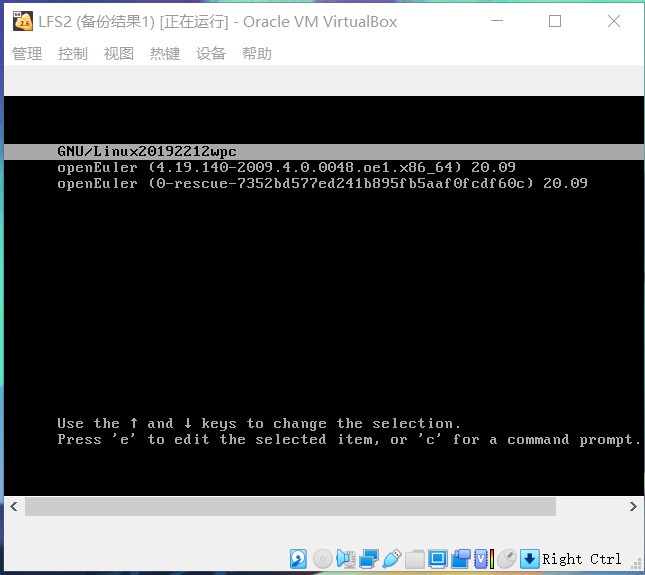 LFS2 (备份结果1) [正在运行] - Oracle VM VirtualBox
管理 控制 视图 热键 设备 帮助
GNU/Linux20192212wpc
openEuler (4.19.140-2009.4.0.0048.oe1.x86_64) 20.09
openEuler (0-rescue-7352bd577ed241b895fb5aaf0fcdf60c) 20.09
Use the ↑ and ↓ keys to change the selection.
Press 'e' to edit the selected item, or 'c' for a command prompt.
Right Ctrl